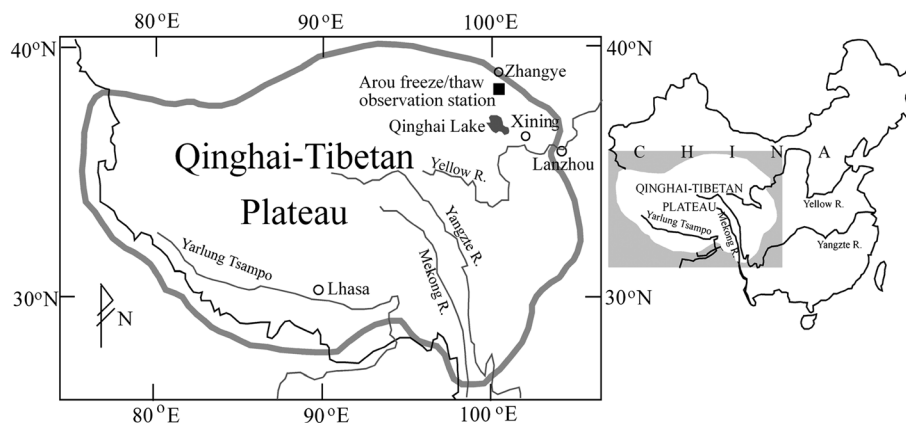 80°E
90°E
100°E
40°N
Zhangye
Arou freeze/thaw
observation station
Qinghai Lake
Xining
Lanzhou
Qinghai-Tibetan
Plateau
Yellow R.
Yangzte R.
Mekong R.
Yarlung Tsampo
Lhasa
30°N
N
80°E
90°E
100°E
40°N
C H I N A
QINGHAI-TIBETAN
PLATEAU
Yarlung Tsampo
Mekong R.
Yellow R.
Yangzte R.
30°N